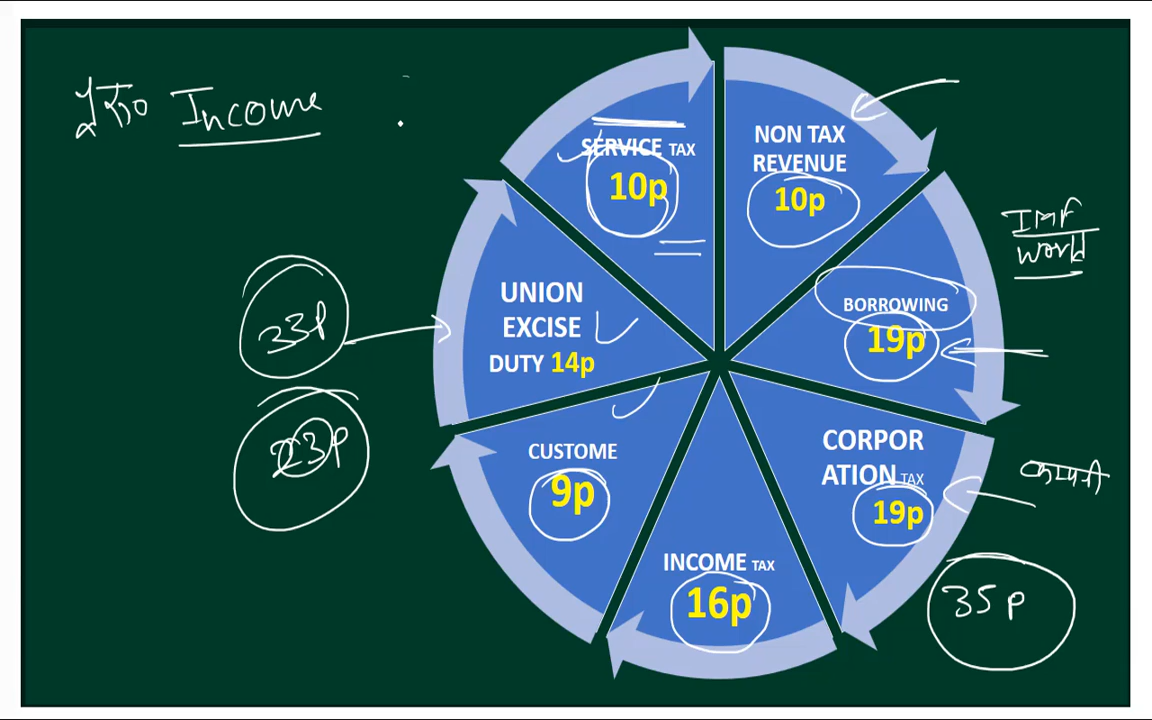 Income :
SERVICE TAX
10p
NON TAX
REVENUE
10p
IMF
world
BORROWING
19p
UNION
EXCISE
DUTY 14p
33p
23p
CUSTOME
9p
CORPOR
ATION TAX
19p
INCOME TAX
16p
35p